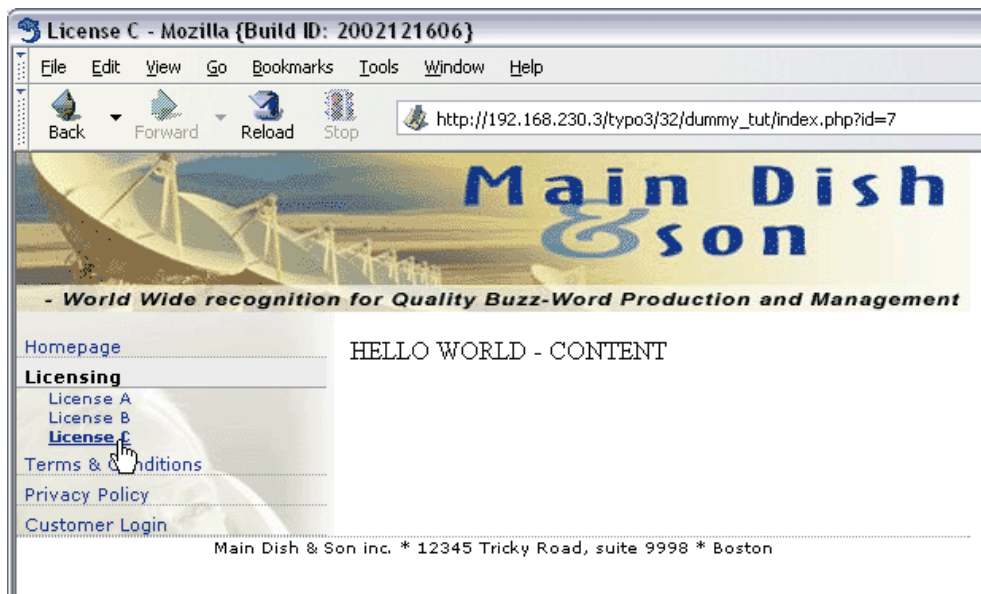 License C - Mozilla {Build ID: 2002121606}
File Edit View Go Bookmarks Tools Window Help
Back Forward Reload Stop http://192.168.230.3/typo3/32/dummy_tut/index.php?id=7
Main Dish
& son
- World Wide recognition for Quality Buzz-Word Production and Management
Homepage
HELLO WORLD - CONTENT
Licensing
License A
License B
License C
Terms & Conditions
Privacy Policy
Customer Login
Main Dish & Son inc. * 12345 Tricky Road, suite 9998 * Boston